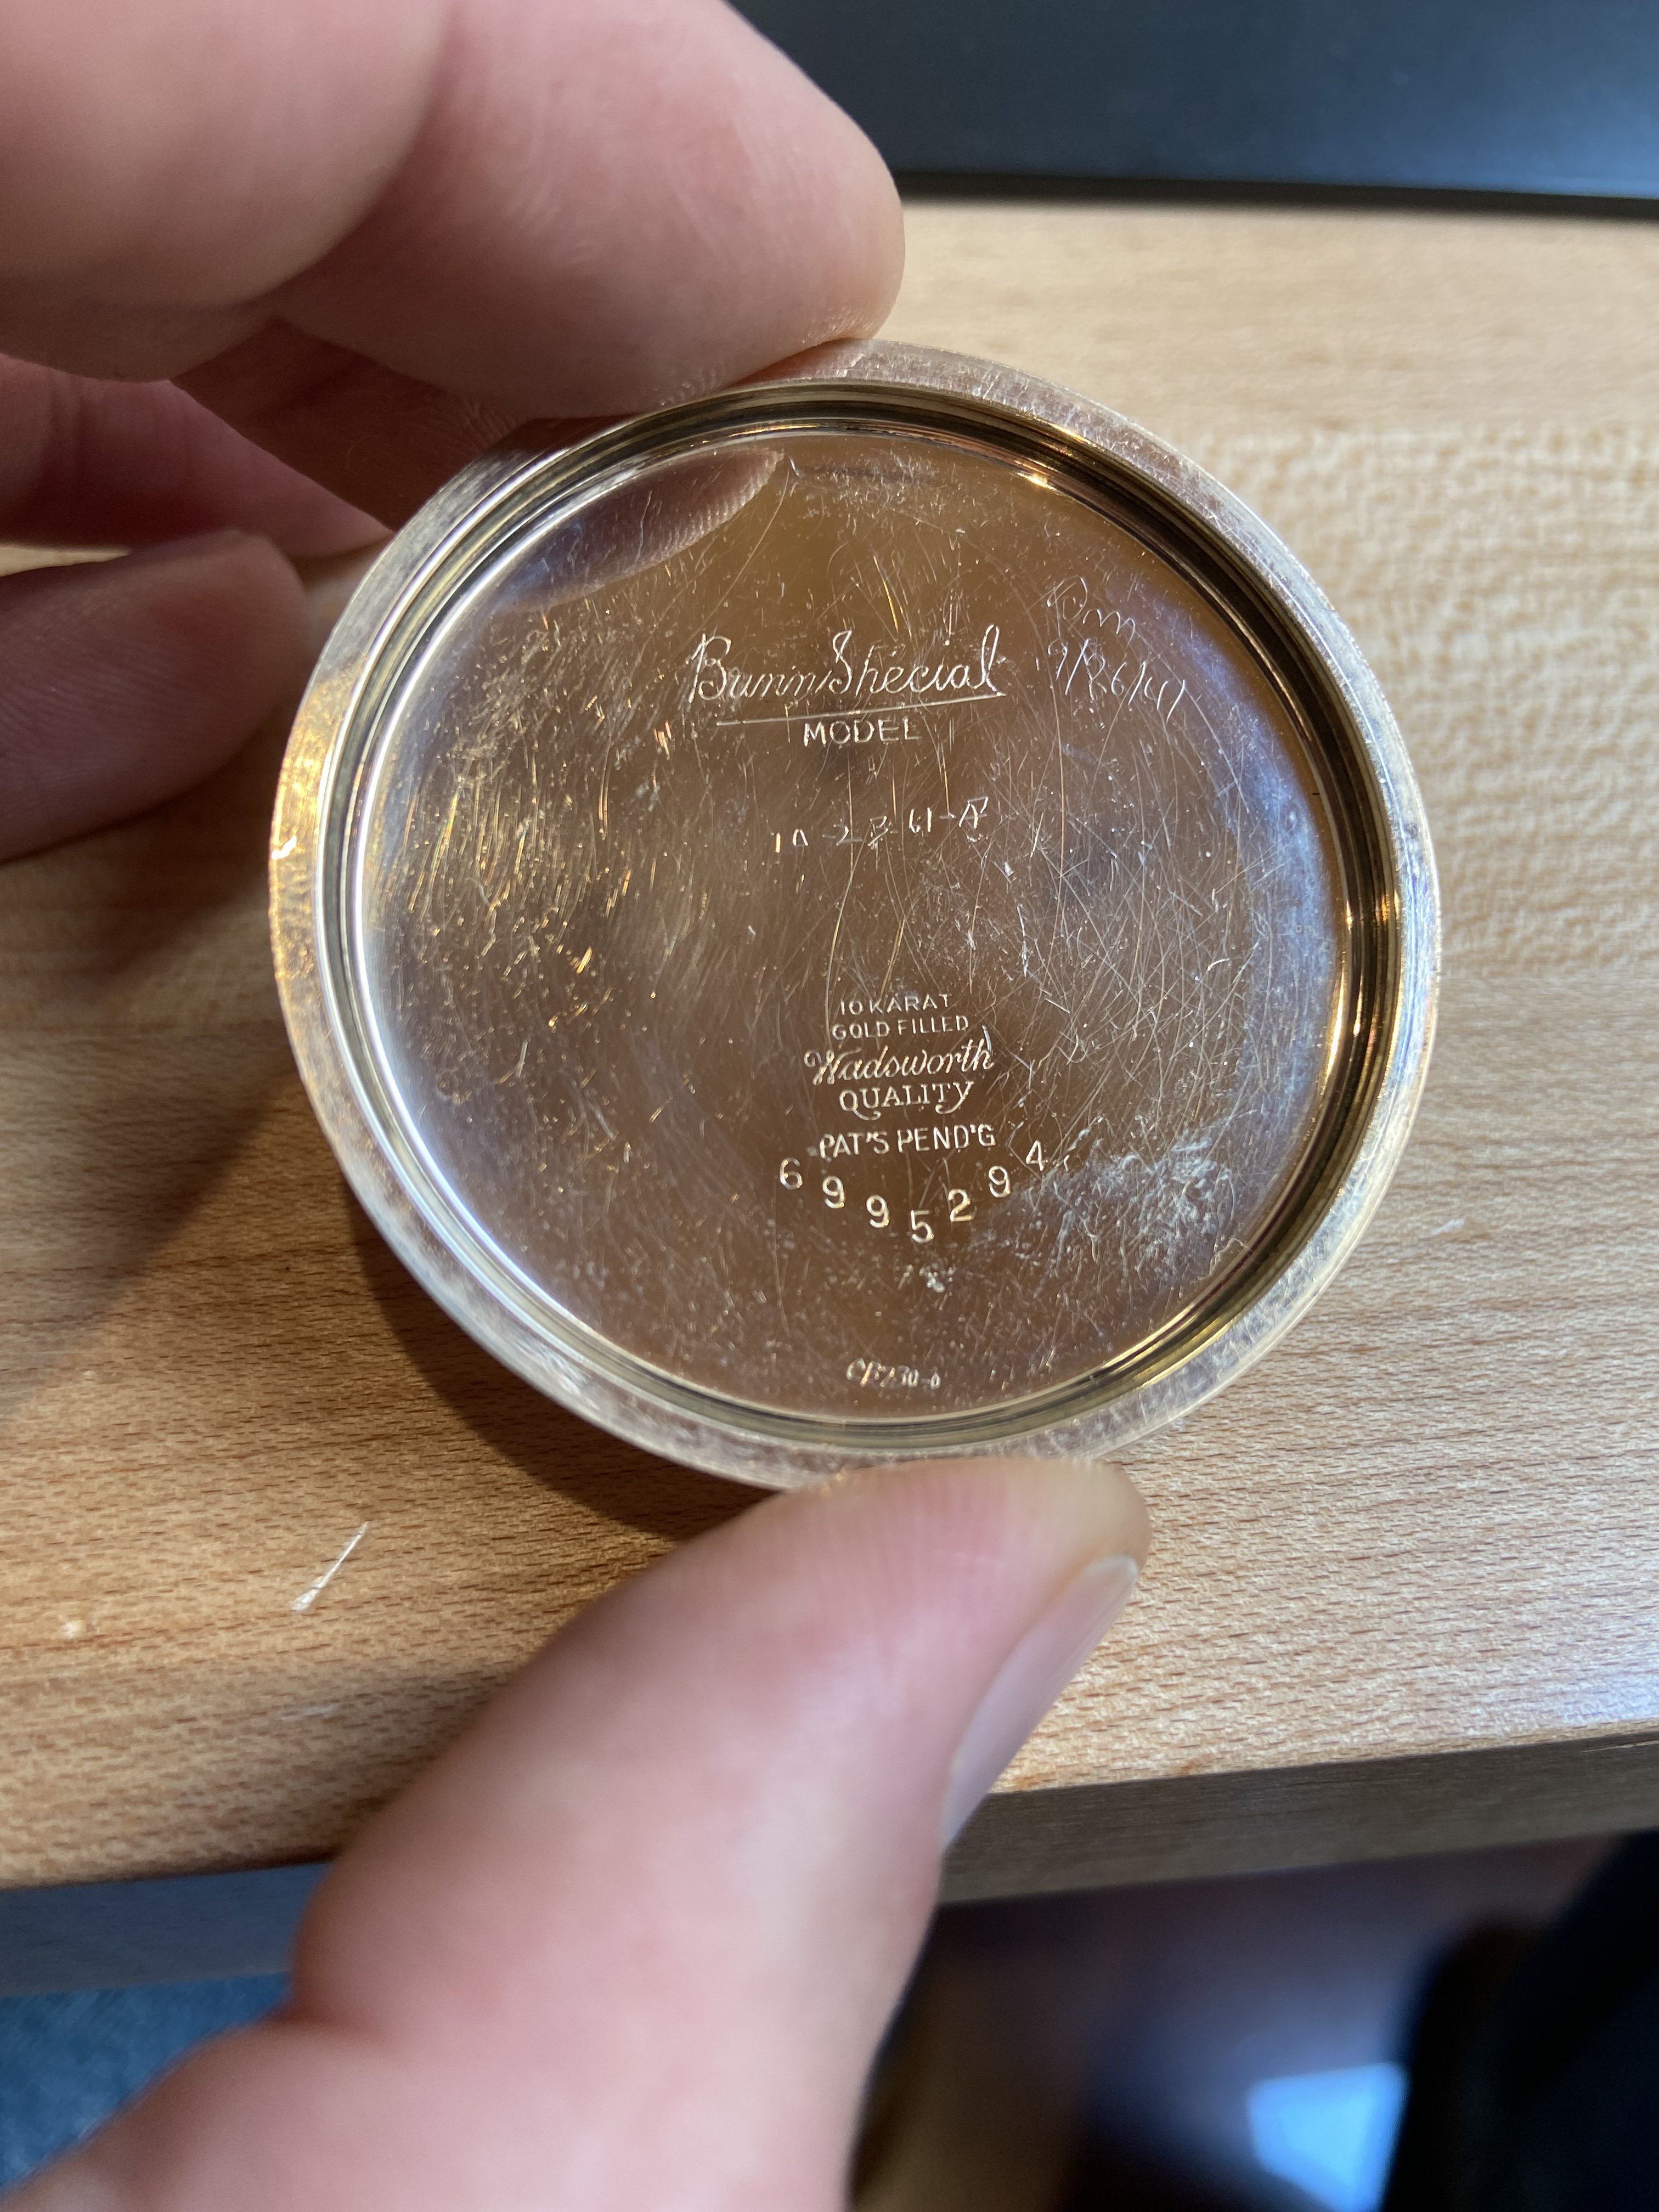 Bunn Special
MODEL
10 KARAT
GOLD FILLED
Wadsworth
QUALITY
PAT'S PEND'G
6995294